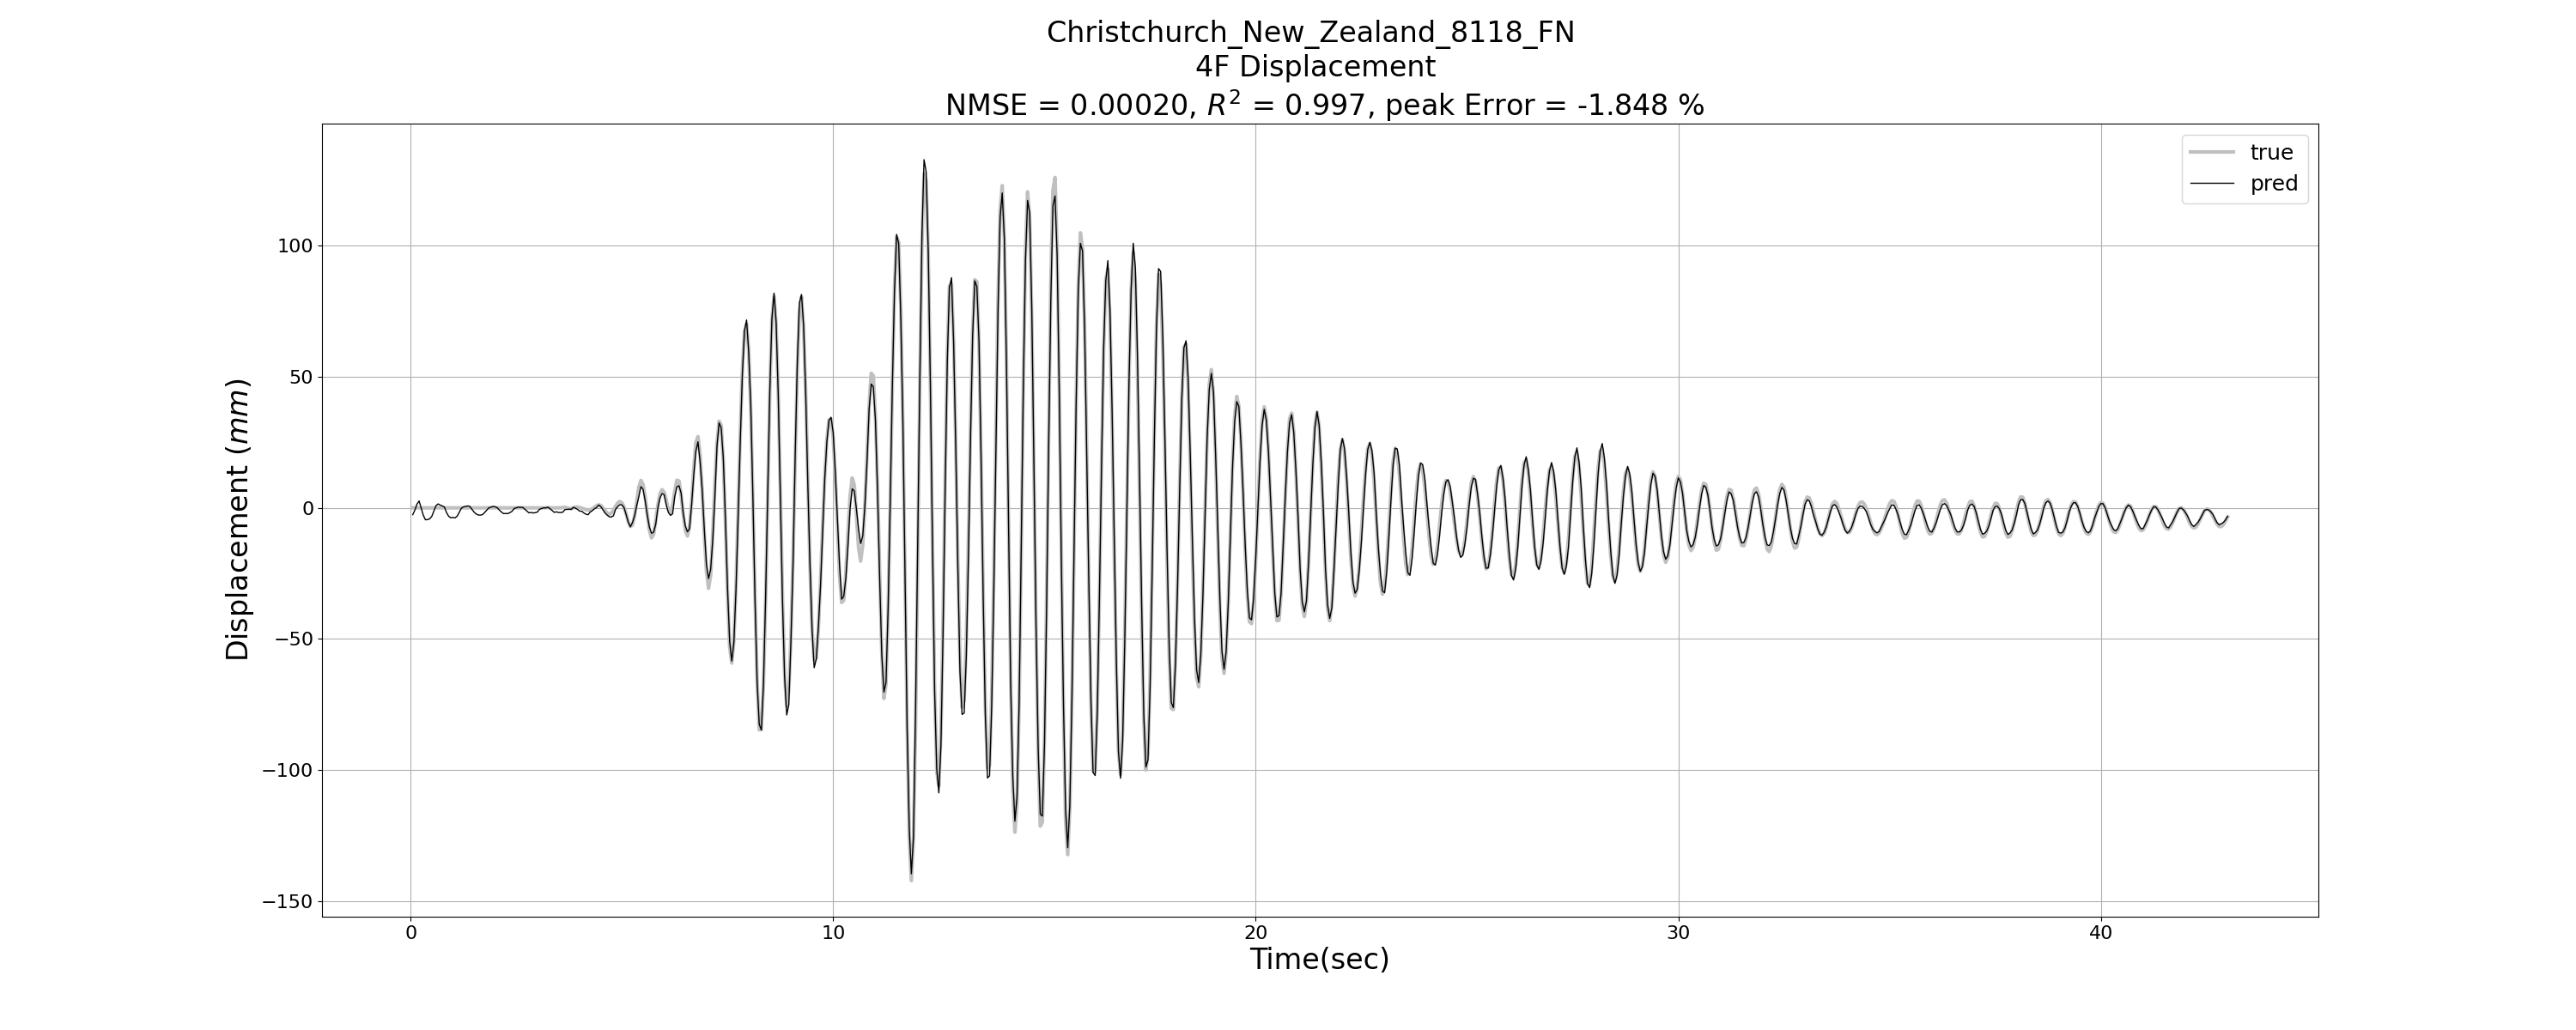 Christchurch_New_Zealand_8118_FN
4F Displacement
NMSE = 0.00020, R² = 0.997, peak Error = -1.848 %
true
pred
Displacement (mm)
100
50
0
−50
−100
−150
0
10
20
30
40
Time(sec)